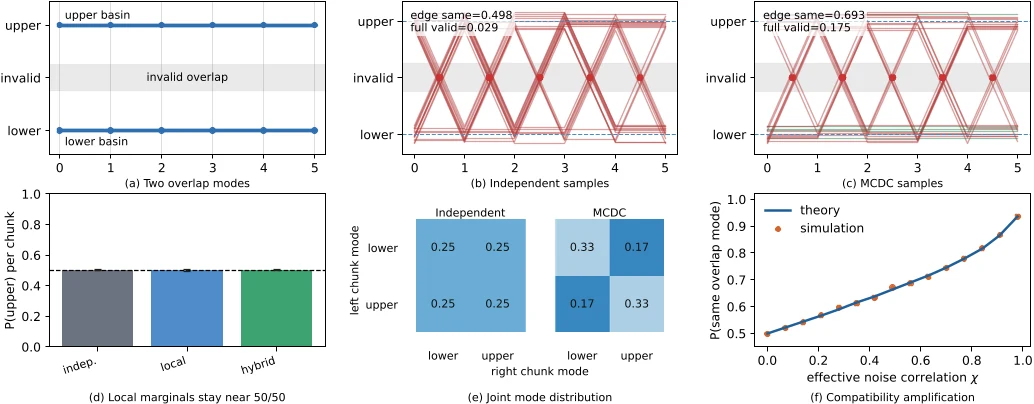 upper
invalid
lower
upper basin
invalid overlap
lower basin
0 1 2 3 4 5
(a) Two overlap modes
upper
invalid
lower
edge same=0.498
full valid=0.029
0 1 2 3 4 5
(b) Independent samples
upper
invalid
lower
edge same=0.693
full valid=0.175
0 1 2 3 4 5
(c) MCDC samples
P(upper) per chunk
1.0
0.8
0.6
0.4
0.2
0.0
indep. local hybrid
(d) Local marginals stay near 50/50
left chunk mode
Independent MCDC
lower 0.25 0.25 0.33 0.17
upper 0.25 0.25 0.17 0.33
lower upper lower upper
right chunk mode
(e) Joint mode distribution
P(same overlap mode)
1.0
0.9
0.8
0.7
0.6
0.5
theory
simulation
0.0 0.2 0.4 0.6 0.8 1.0
effective noise correlation χ
(f) Compatibility amplification